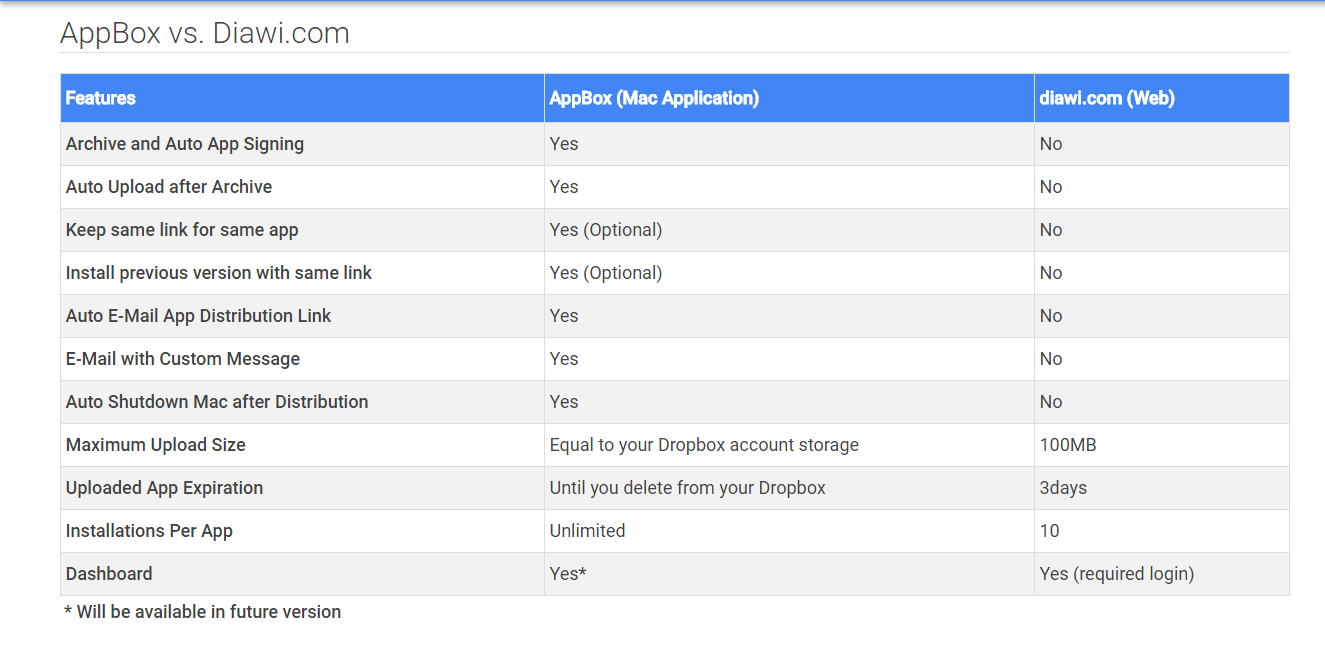 AppBox vs. Diawi.com
Features AppBox (Mac Application) diawi.com (Web)
Archive and Auto App Signing Yes No
Auto Upload after Archive Yes No
Keep same link for same app Yes (Optional) No
Install previous version with same link Yes (Optional) No
Auto E-Mail App Distribution Link Yes No
E-Mail with Custom Message Yes No
Auto Shutdown Mac after Distribution Yes No
Maximum Upload Size Equal to your Dropbox account storage 100MB
Uploaded App Expiration Until you delete from your Dropbox 3days
Installations Per App Unlimited 10
Dashboard Yes* Yes (required login)
* Will be available in future version